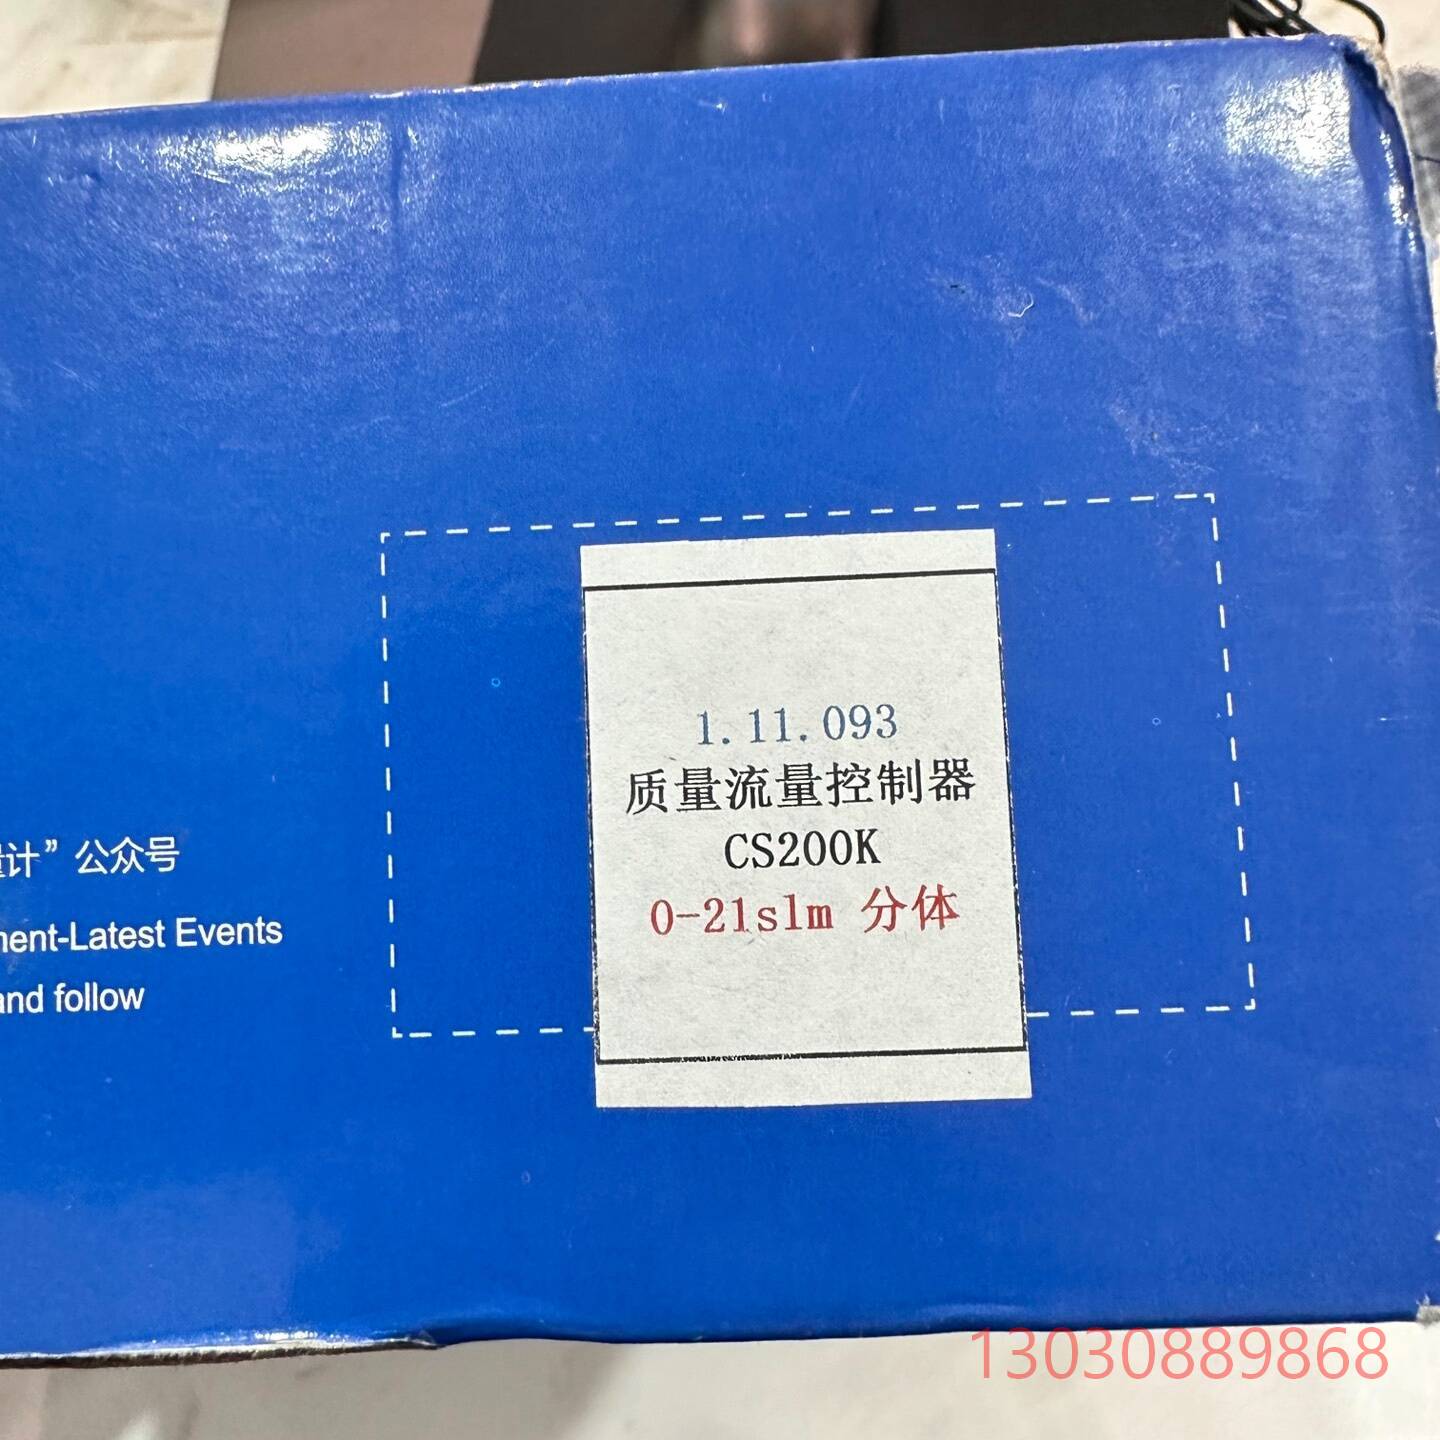 1.11.093
质量流量控制器
CS200K
0-21slm 分体
计”公众号
ment-Latest Events
and follow
13030889868